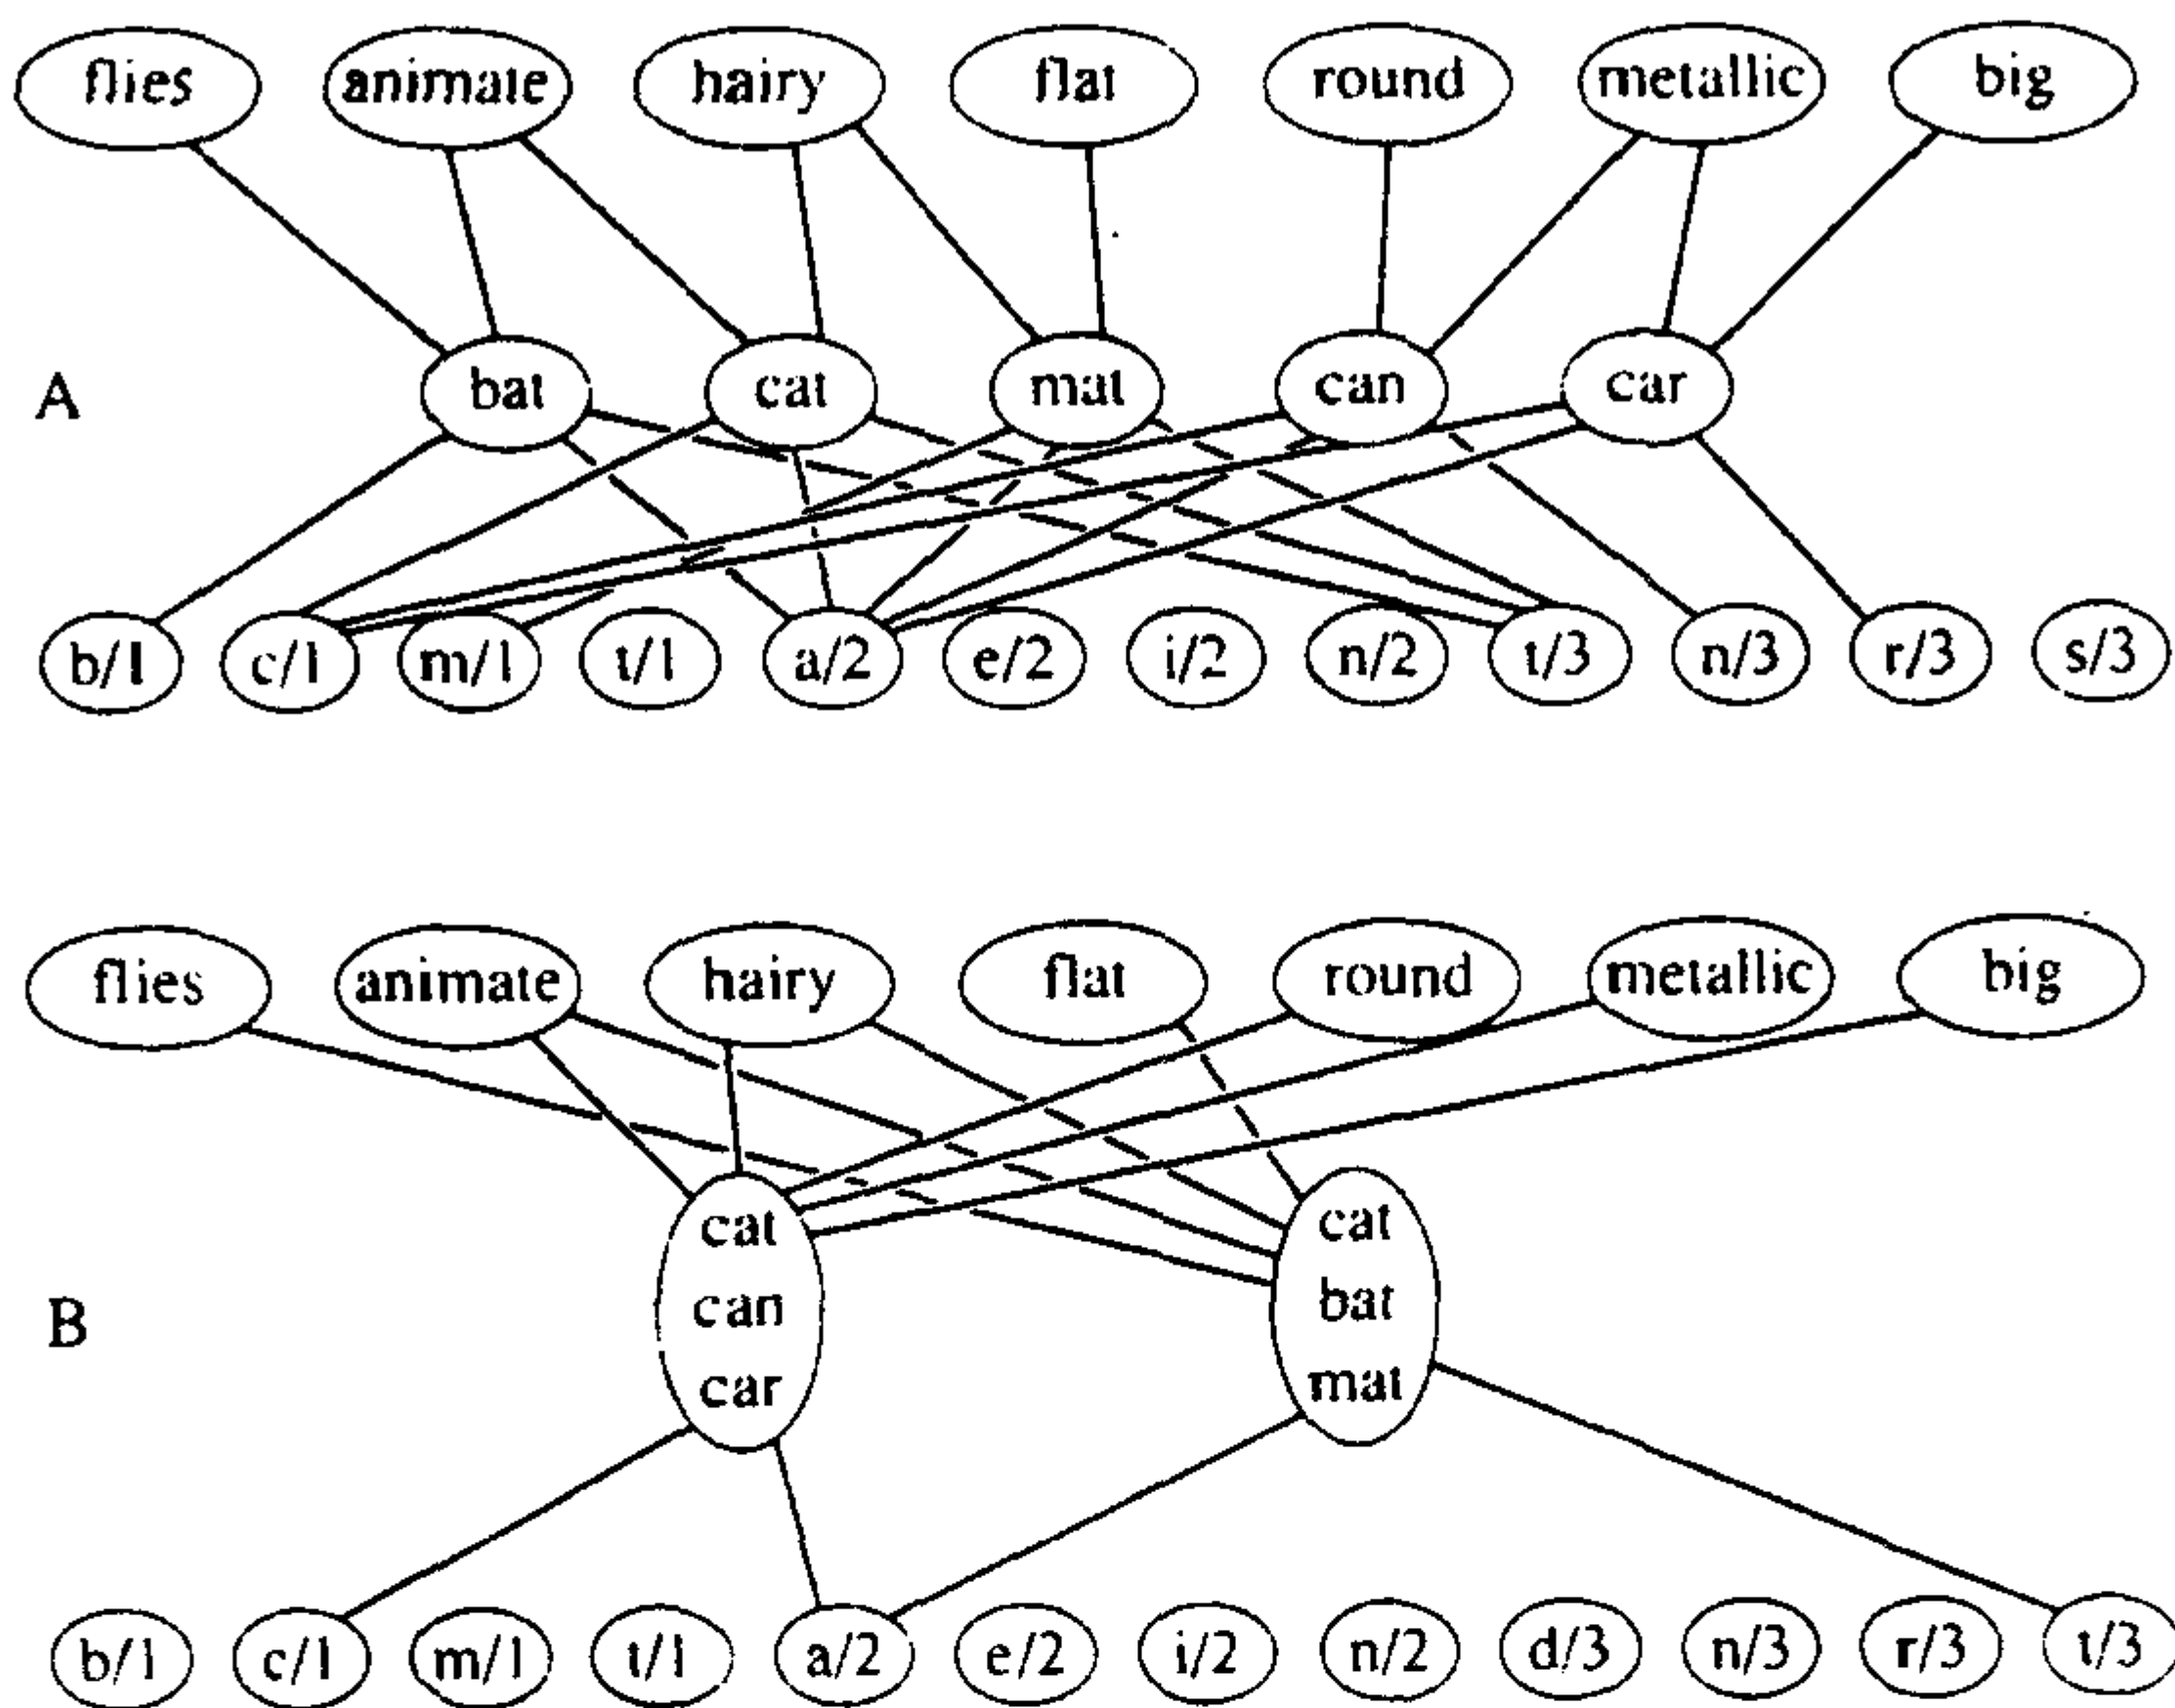 flies animate hairy flat round metallic big
A bat cat mat can car
b/1 c/1 m/1 t/1 a/2 e/2 i/2 n/2 t/3 n/3 r/3 s/3
flies animate hairy flat round metallic big
cat cat
B can bat
car mat
b/1 c/1 m/1 t/1 a/2 e/2 i/2 n/2 d/3 n/3 r/3 t/3